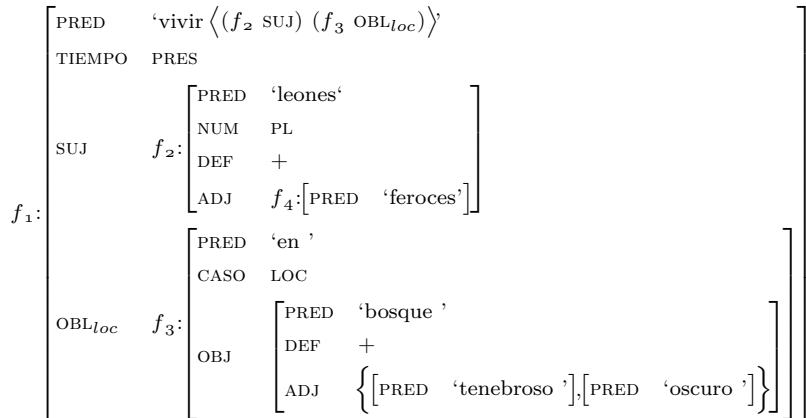 PRED ‘vivir ⟨(f₂ SUJ) (f₃ OBL_loc)⟩’
TIEMPO PRES
PRED ‘leones‘
NUM PL
SUJ f₂: DEF +
ADJ f₄:[PRED ‘feroces’]
f₁:
PRED ‘en ’
CASO LOC
OBL_loc f₃:
PRED ‘bosque ’
OBJ DEF +
ADJ {[PRED ‘tenebroso ’],[PRED ‘oscuro ’]}